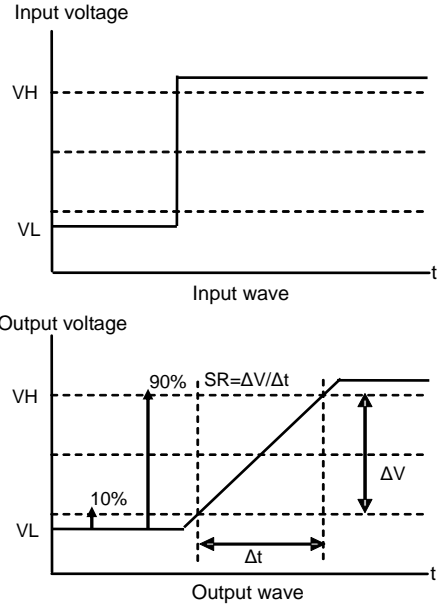 Input voltage
VH
VL
t
Input wave
Output voltage
90% SR=ΔV/Δt
VH
10%
ΔV
VL
Δt
t
Output wave